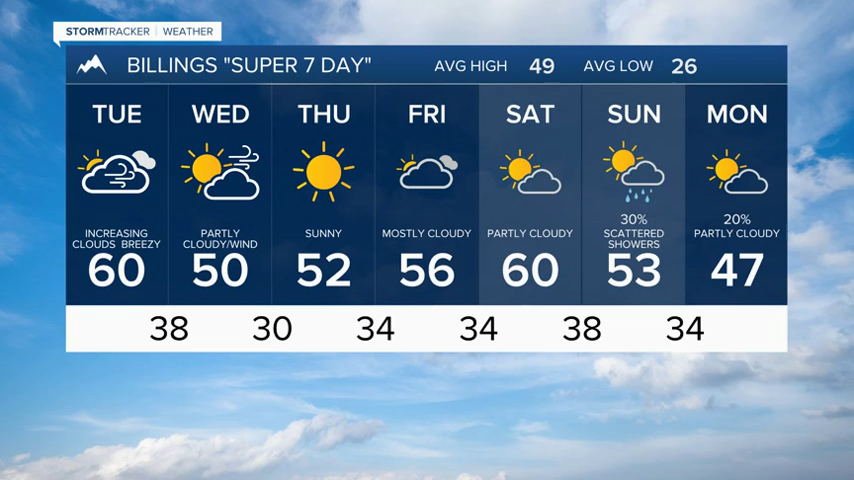 STORMTRACKER | WEATHER
BILLINGS "SUPER 7 DAY" AVG HIGH 49 AVG LOW 26
TUE WED THU FRI SAT SUN MON
30% 20%
INCREASING PARTLY SUNNY MOSTLY CLOUDY PARTLY CLOUDY SCATTERED PARTLY CLOUDY
CLOUDS BREEZY CLOUDY/WIND SHOWERS
60 50 52 56 60 53 47
38 30 34 34 38 34